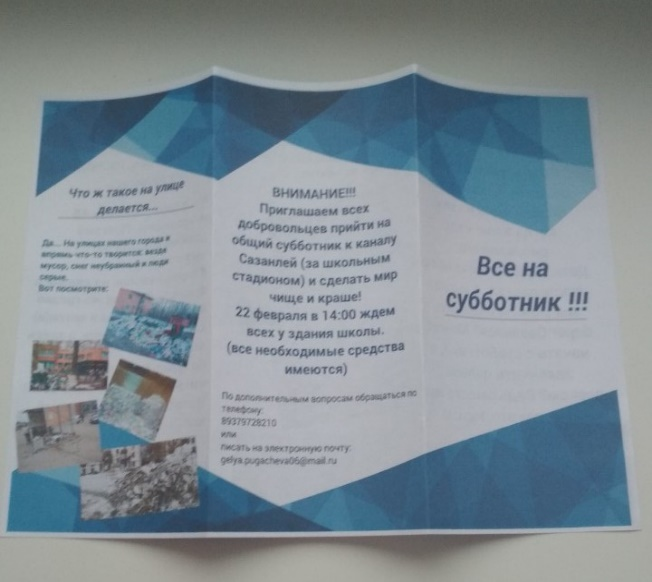 Что ж такое на улице
делается...
Да... На улицах нашего города и
впрямь что-то творится: везде
мусор, снег неубранный и люди
серые.
Вот посмотрите:
ВНИМАНИЕ!!!
Приглашаем всех
добровольцев прийти на
общий субботник к каналу
Сазанлей (за школьным
стадионом) и сделать мир
чище и краше!
22 февраля в 14:00 ждем
всех у здания школы.
(все необходимые средства
имеются)
По дополнительным вопросам обращаться по
телефону:
89379728210
или
писать на электронную почту:
gelya.pugacheva06@mail.ru
Все на
субботник !!!